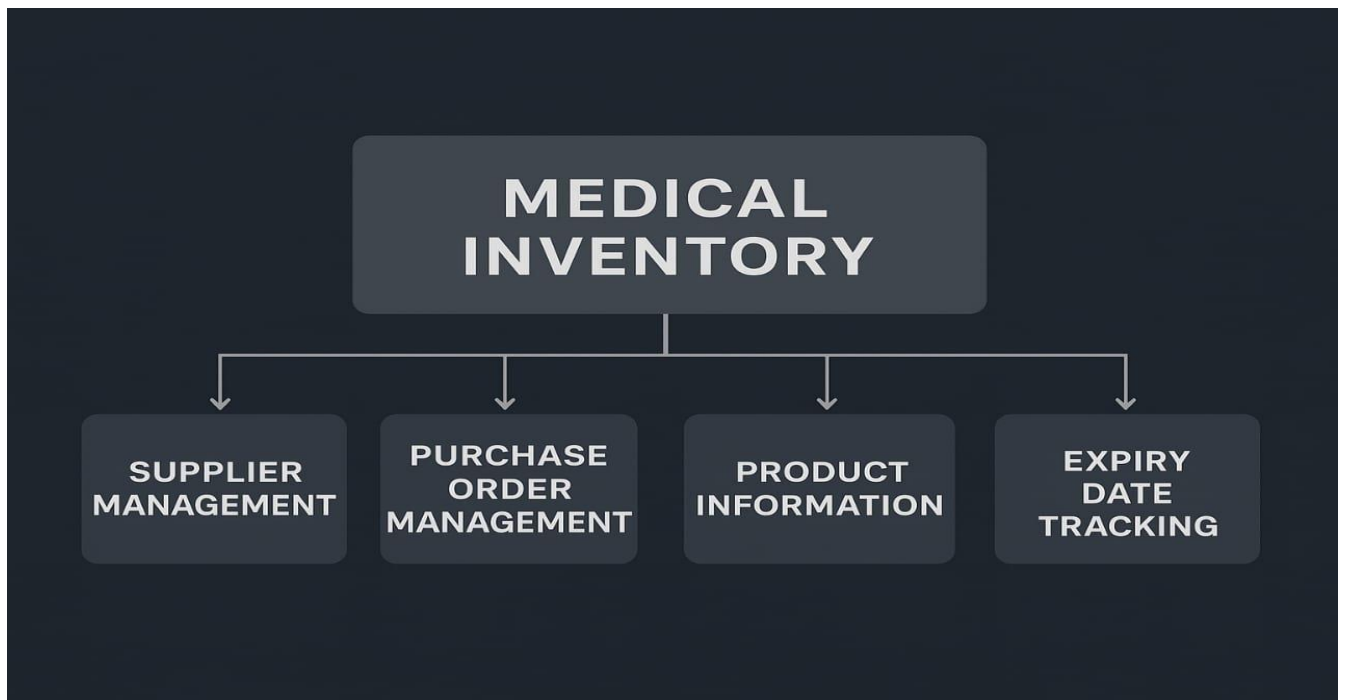 MEDICAL
INVENTORY
SUPPLIER
MANAGEMENT
PURCHASE
ORDER
MANAGEMENT
PRODUCT
INFORMATION
EXPIRY
DATE
TRACKING